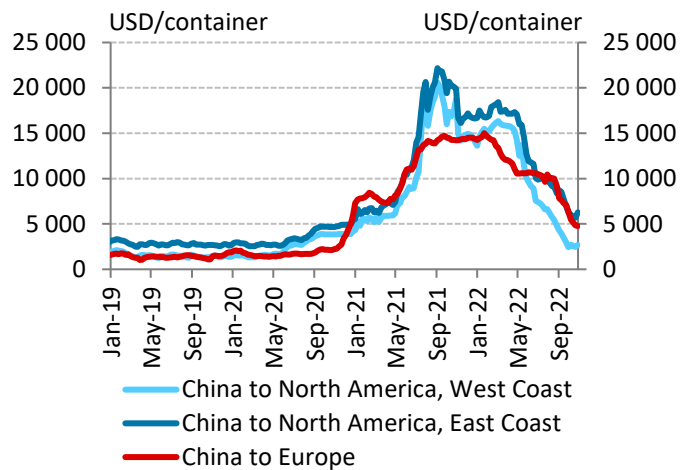 USD/container USD/container
25 000 25 000
20 000 20 000
15 000 15 000
10 000 10 000
5 000 5 000
0 0
Jan-19 May-19 Sep-19 Jan-20 May-20 Sep-20 Jan-21 May-21 Sep-21 Jan-22 May-22 Sep-22
China to North America, West Coast
China to North America, East Coast
China to Europe